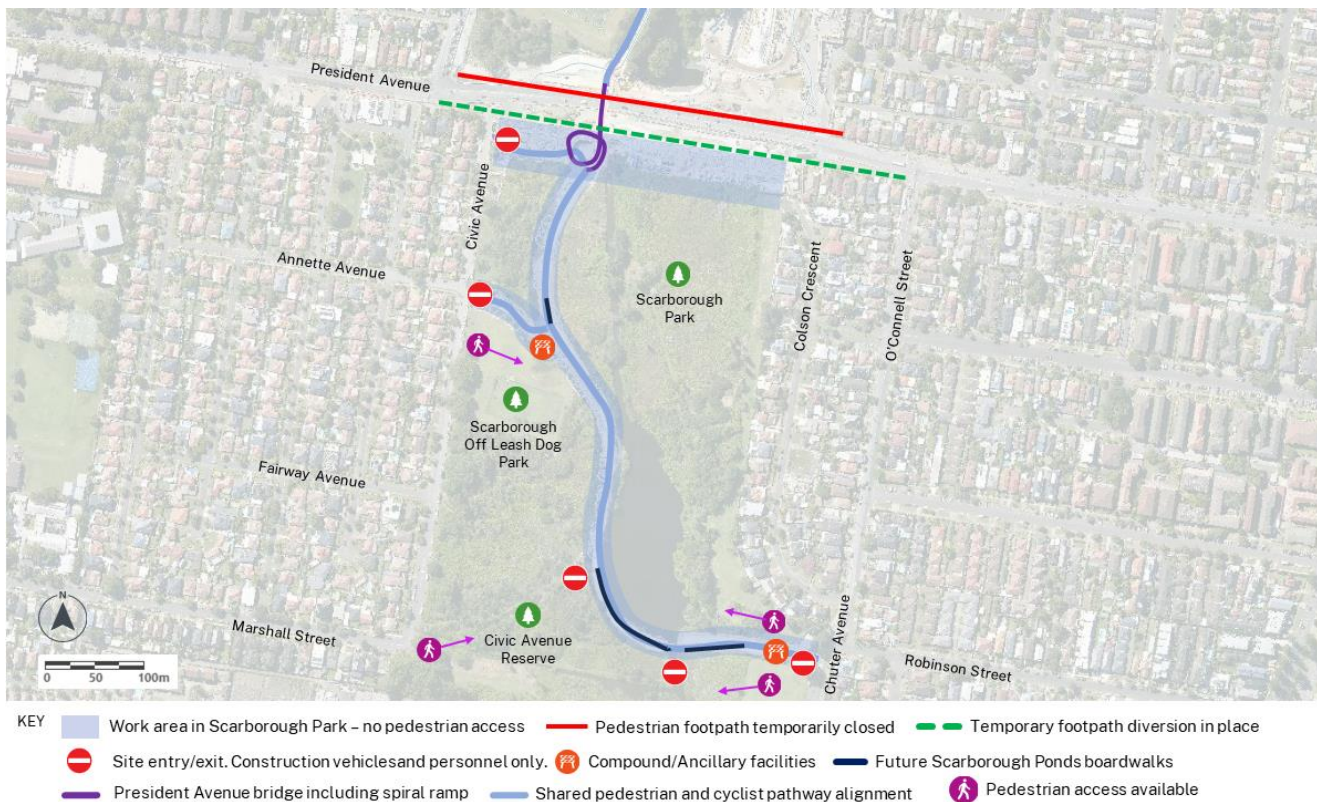 President Avenue
Civic Avenue
Annette Avenue
Scarborough
Park
Colson Crescent
O'Connell Street
Scarborough
Off Leash Dog
Park
Fairway Avenue
N
Marshall Street
Civic Avenue
Reserve
Chuter Avenue
Robinson Street
0 50 100m
KEY Work area in Scarborough Park – no pedestrian access Pedestrian footpath temporarily closed Temporary footpath diversion in place
Site entry/exit. Construction vehiclesand personnel only. Compound/Ancillary facilities Future Scarborough Ponds boardwalks
President Avenue bridge including spiral ramp Shared pedestrian and cyclist pathway alignment Pedestrian access available